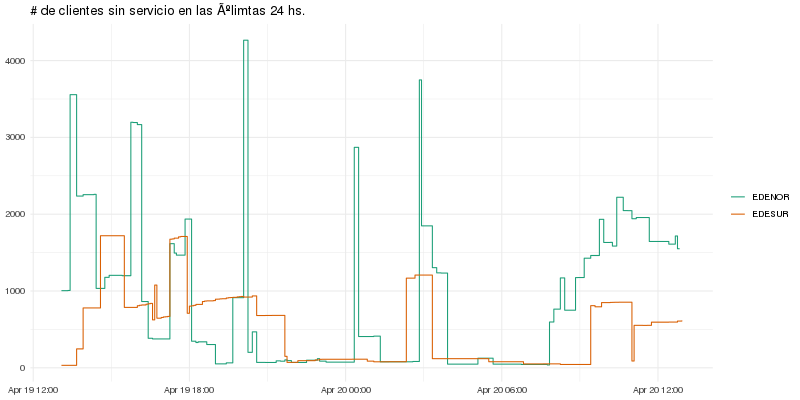 # de clientes sin servicio en las Ãºlimtas 24 hs.
4000
3000
2000
1000
0
Apr 19 12:00
Apr 19 18:00
Apr 20 00:00
Apr 20 06:00
Apr 20 12:00
EDENOR
EDESUR